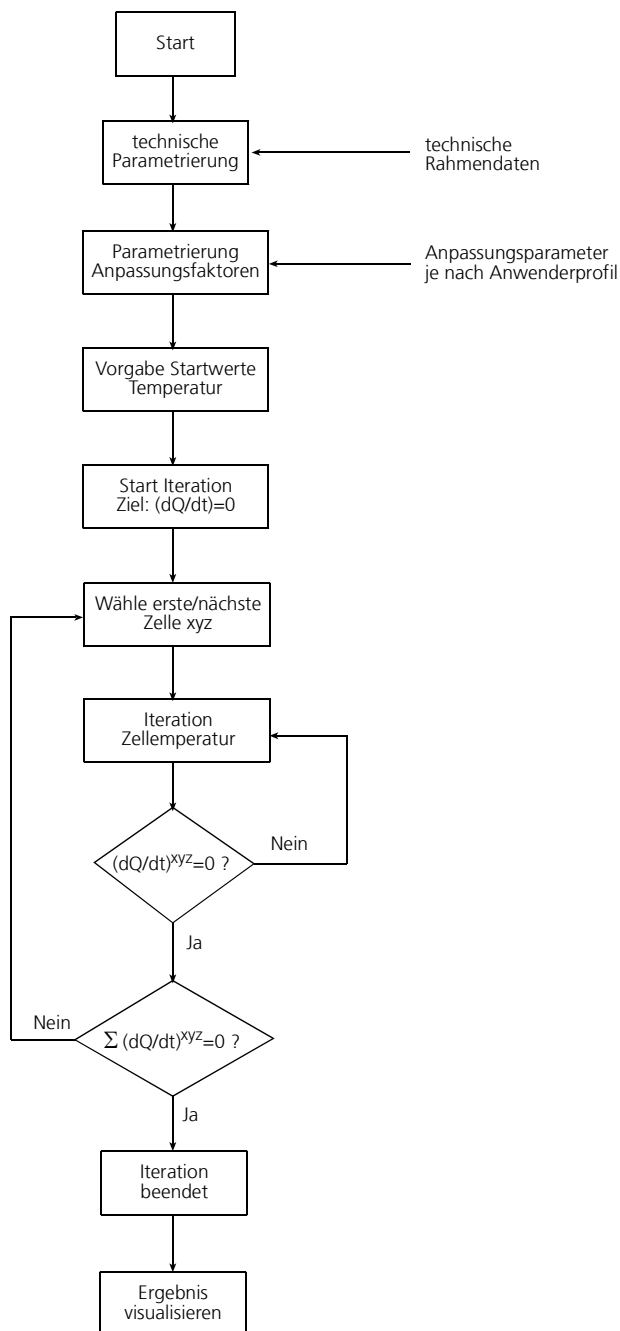 Start
technische
Parametrierung
technische
Rahmendaten
Parametrierung
Anpassungsfaktoren
Anpassungsparameter
je nach Anwenderprofil
Vorgabe Startwerte
Temperatur
Start Iteration
Ziel: (dQ/dt)=0
Wähle erste/nächste
Zelle xyz
Iteration
Zellemperatur
(dQ/dt)^xyz=0 ?
Nein
Ja
Nein
Σ (dQ/dt)^xyz=0 ?
Ja
Iteration
beendet
Ergebnis
visualisieren